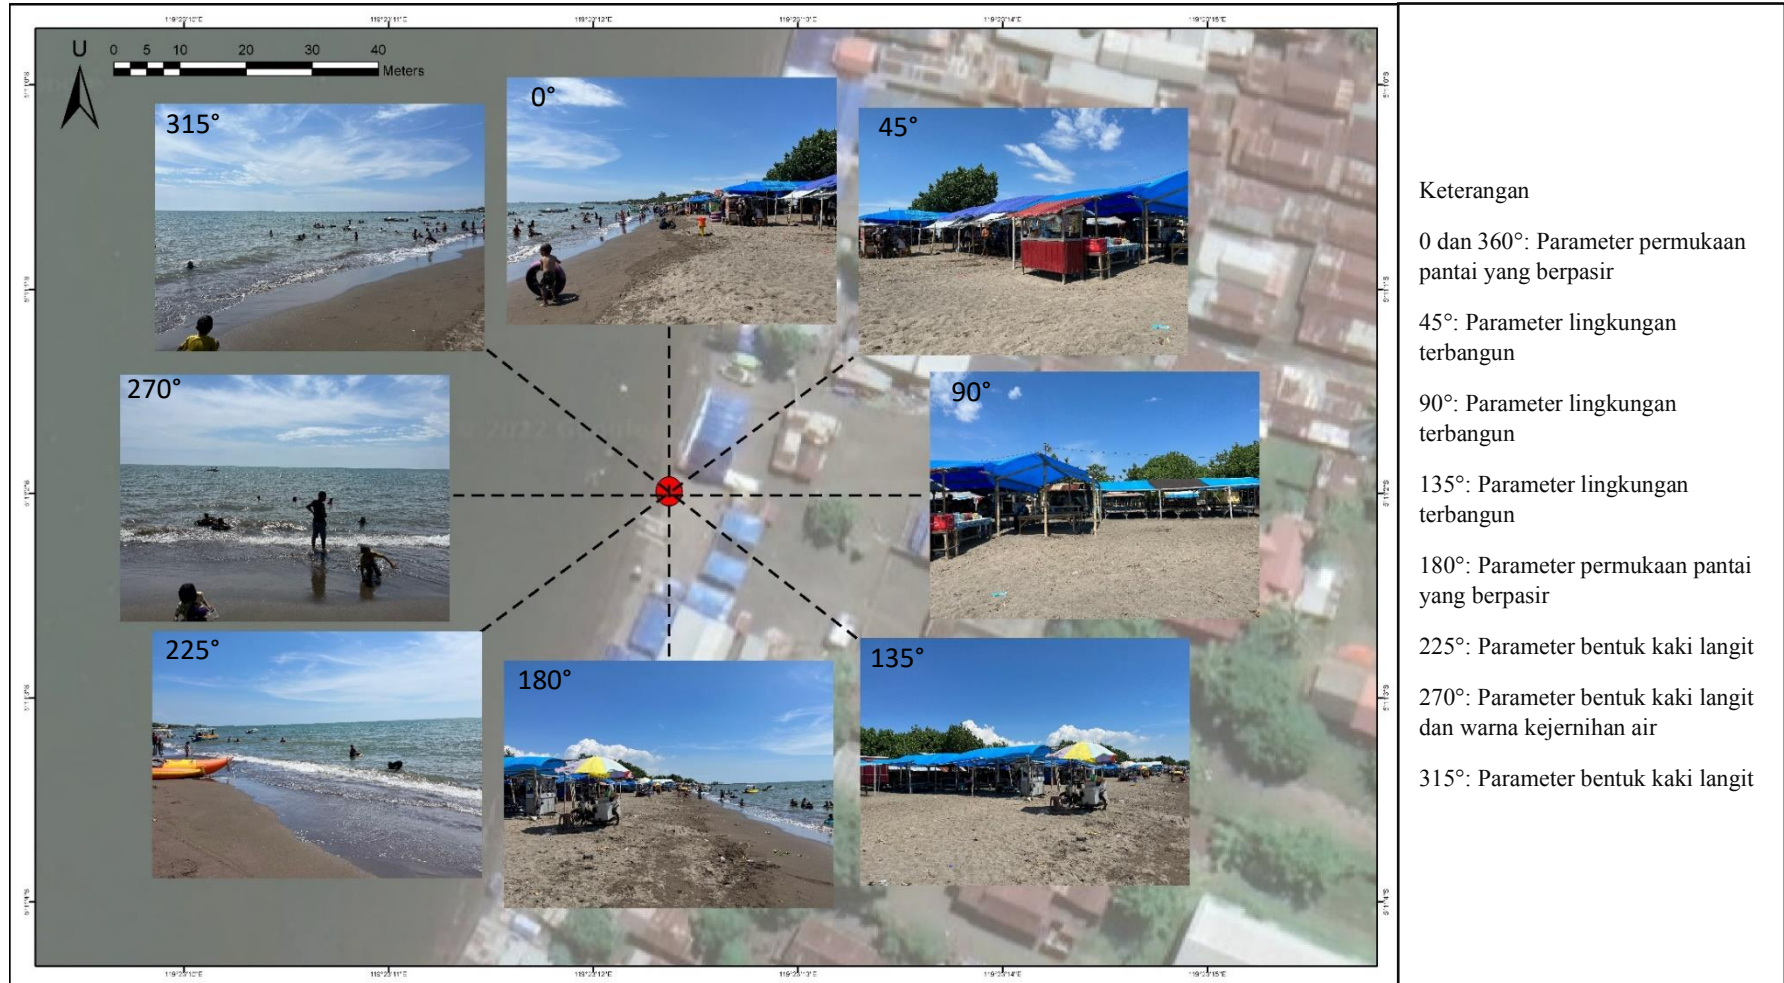 U
0 5 10 20 30 40
Meters
315°
0°
45°
270°
90°
225°
180°
135°
Keterangan
0 dan 360°: Parameter permukaan
pantai yang berpasir
45°: Parameter lingkungan
terbangun
90°: Parameter lingkungan
terbangun
135°: Parameter lingkungan
terbangun
180°: Parameter permukaan pantai
yang berpasir
225°: Parameter bentuk kaki langit
270°: Parameter bentuk kaki langit
dan warna kejernihan air
315°: Parameter bentuk kaki langit